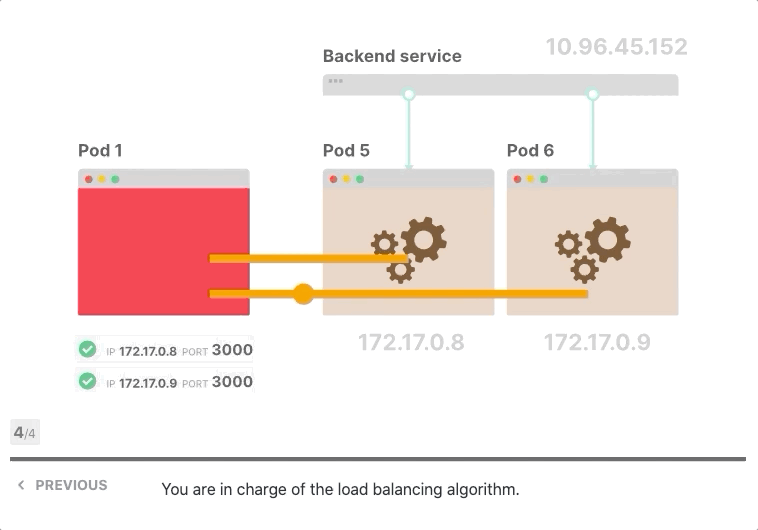 10.96.45.152
Backend service
Pod 1
Pod 5
Pod 6
172.17.0.8
172.17.0.9
IP 172.17.0.8 PORT 3000
IP 172.17.0.9 PORT 3000
4/4
PREVIOUS
You are in charge of the load balancing algorithm.